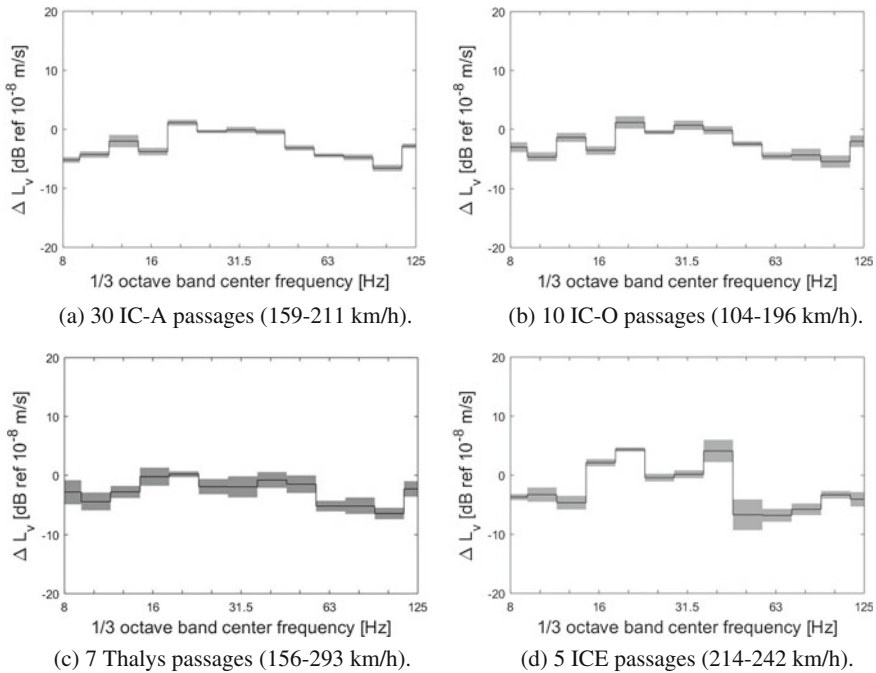 20
10
0
-10
-20
Δ L_v [dB ref 10^-8 m/s]
8 16 31.5 63 125
1/3 octave band center frequency [Hz]
(a) 30 IC-A passages (159-211 km/h).
20
10
0
-10
-20
Δ L_v [dB ref 10^-8 m/s]
8 16 31.5 63 125
1/3 octave band center frequency [Hz]
(b) 10 IC-O passages (104-196 km/h).
20
10
0
-10
-20
Δ L_v [dB ref 10^-8 m/s]
8 16 31.5 63 125
1/3 octave band center frequency [Hz]
(c) 7 Thalys passages (156-293 km/h).
20
10
0
-10
-20
Δ L_v [dB ref 10^-8 m/s]
8 16 31.5 63 125
1/3 octave band center frequency [Hz]
(d) 5 ICE passages (214-242 km/h).